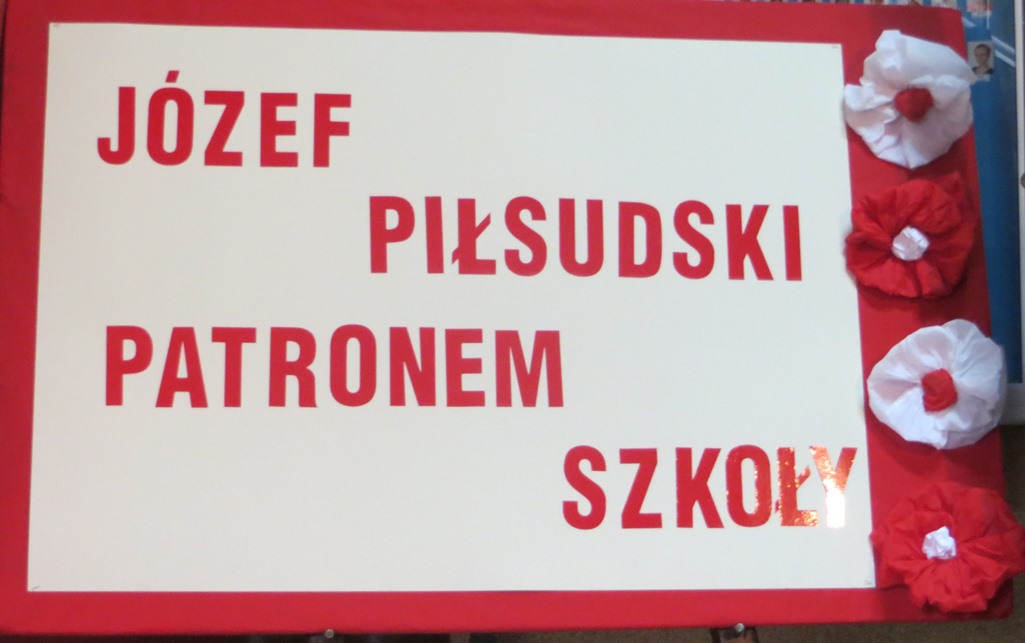 JÓZEF
PIŁSUDSKI
PATRONEM
SZKOŁY